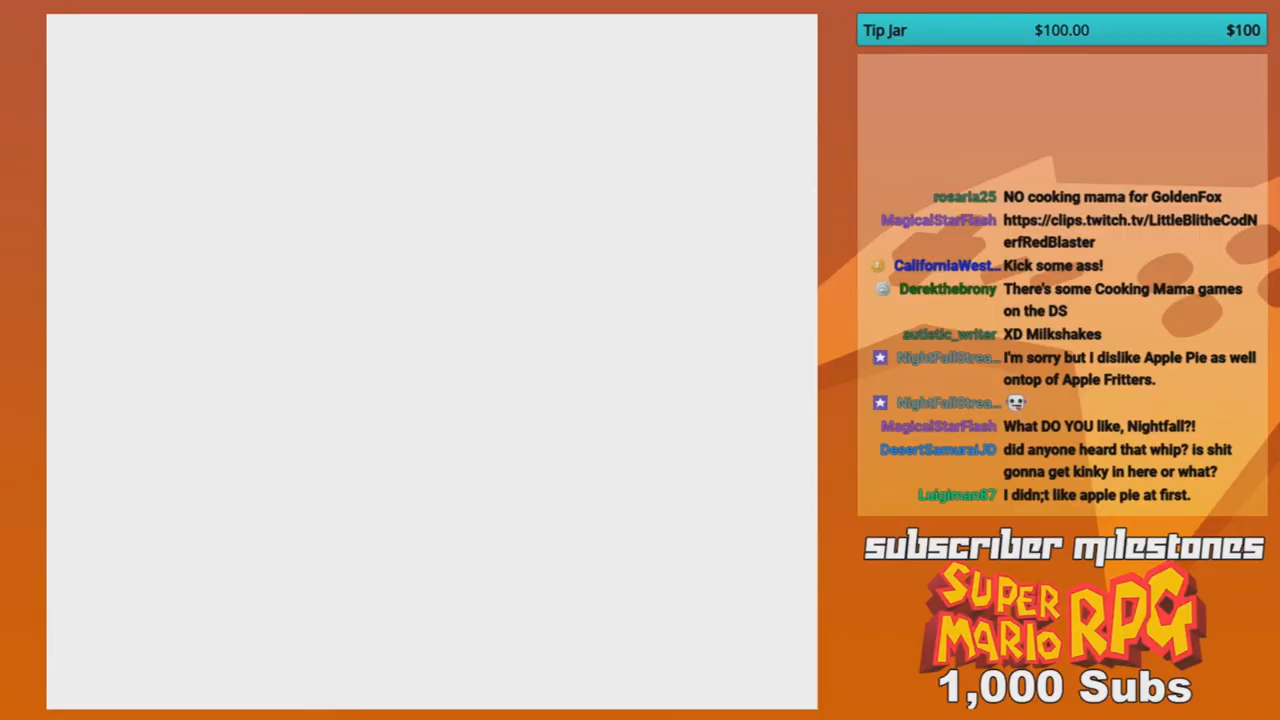 Tip Jar $100.00 $100
rosaria25 NO cooking mama for GoldenFox
MagicalStarFlash https://clips.twitch.tv/LittleBlitheCodN
erfRedBlaster
CaliforniaWest... Kick some ass!
Derekthebrony There's some Cooking Mama games
on the DS
autistic_writer XD Milkshakes
NightFallStrea... I'm sorry but I dislike Apple Pie as well
ontop of Apple Fritters.
NightFallStrea...
MagicalStarFlash What DO YOU like, Nightfall?!
DesertSamuraiJD did anyone heard that whip? is shit
gonna get kinky in here or what?
Luigiman87 I didn;t like apple pie at first.
subscriber milestones
SUPER
MARIO RPG
1,000 Subs